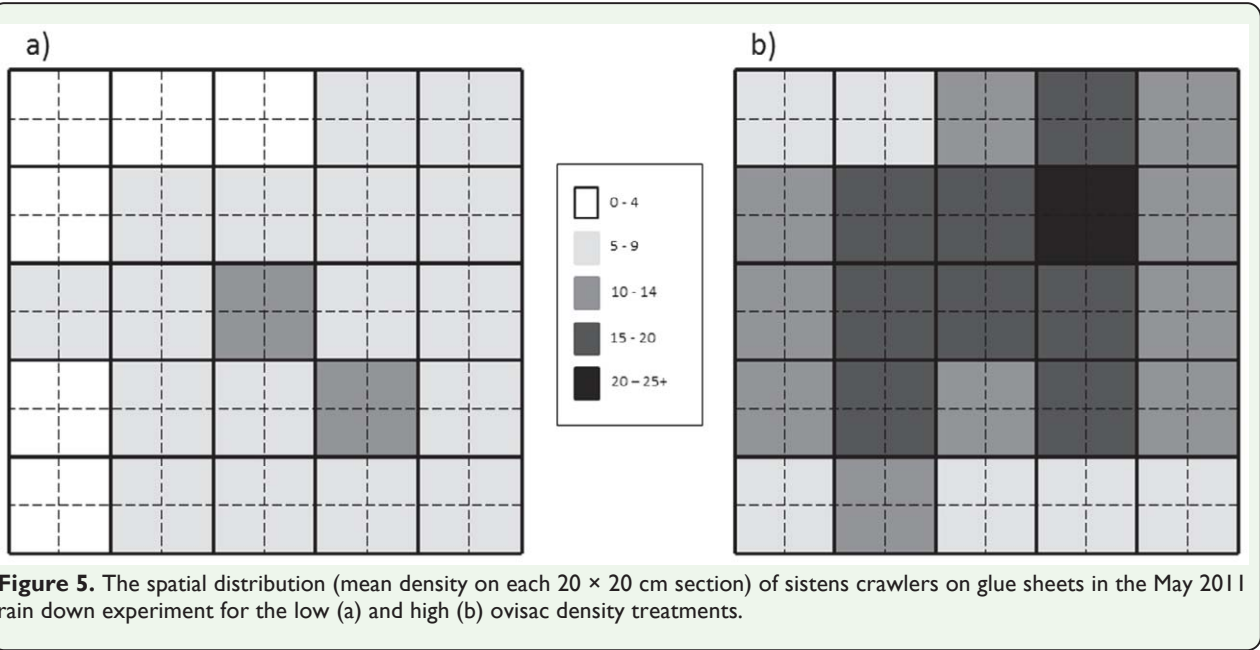 a)
b)
0 - 4
5 - 9
10 - 14
15 - 20
20 – 25+
Figure 5. The spatial distribution (mean density on each 20 × 20 cm section) of sistens crawlers on glue sheets in the May 2011
rain down experiment for the low (a) and high (b) ovisac density treatments.